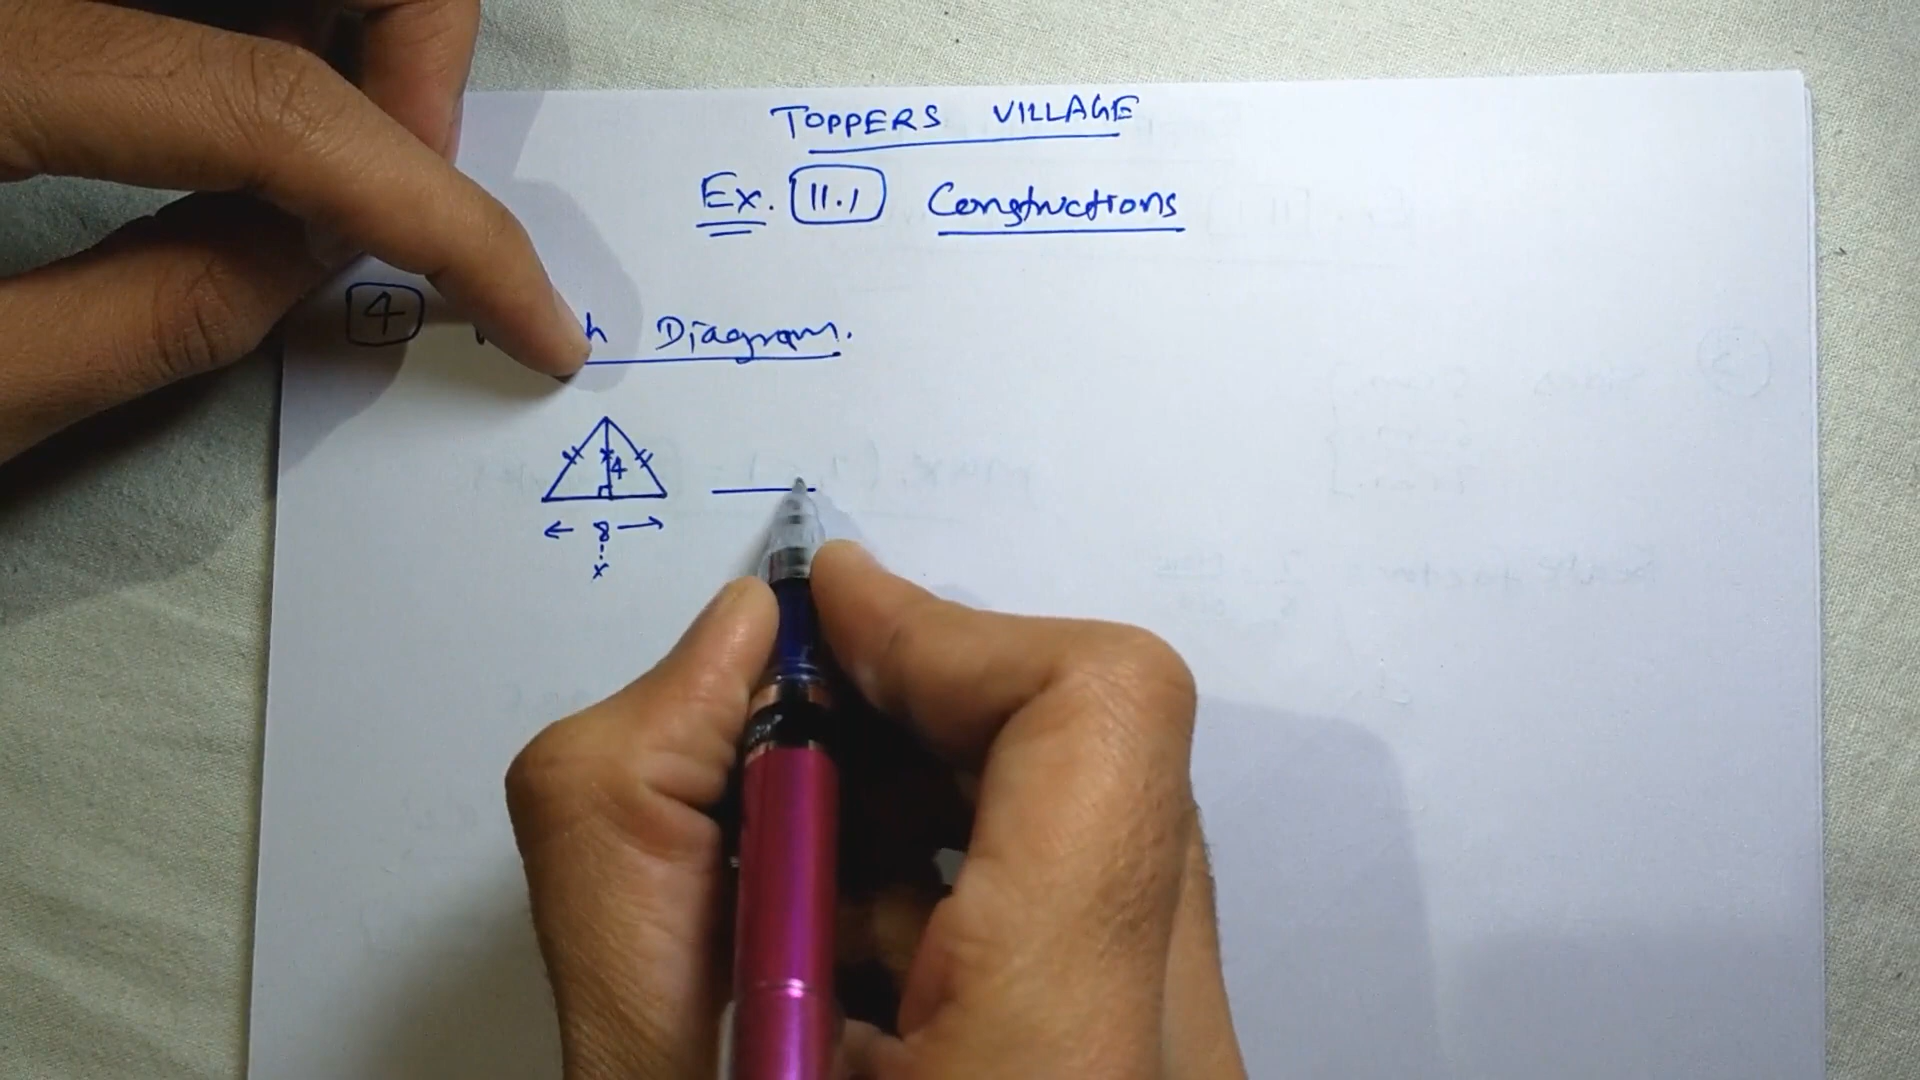 TOPPERS VILLAGE
Ex. 11.1 Constructions
4 h Diagram.
4
8
x